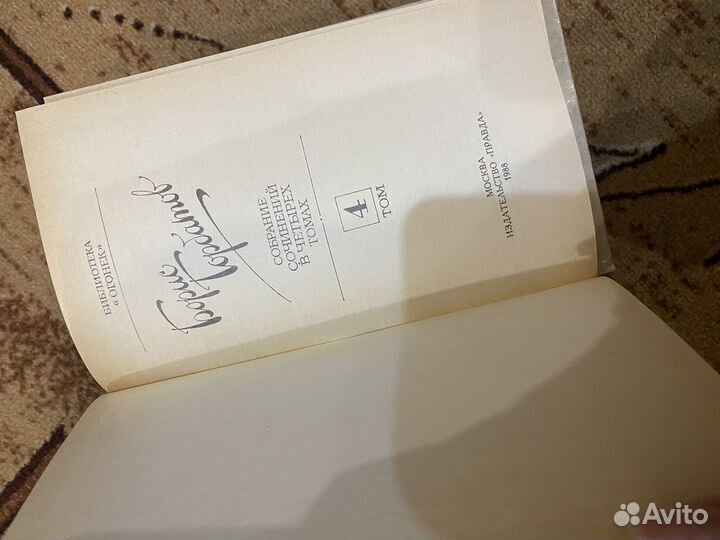 БИБЛИОТЕКА
«ОГОНЕК»
Борис
Горбатов
СОБРАНИЕ
СОЧИНЕНИЙ
В ЧЕТЫРЕХ
ТОМАХ
4
ТОМ
МОСКВА
ИЗДАТЕЛЬСТВО «ПРАВДА»
1988
Avito